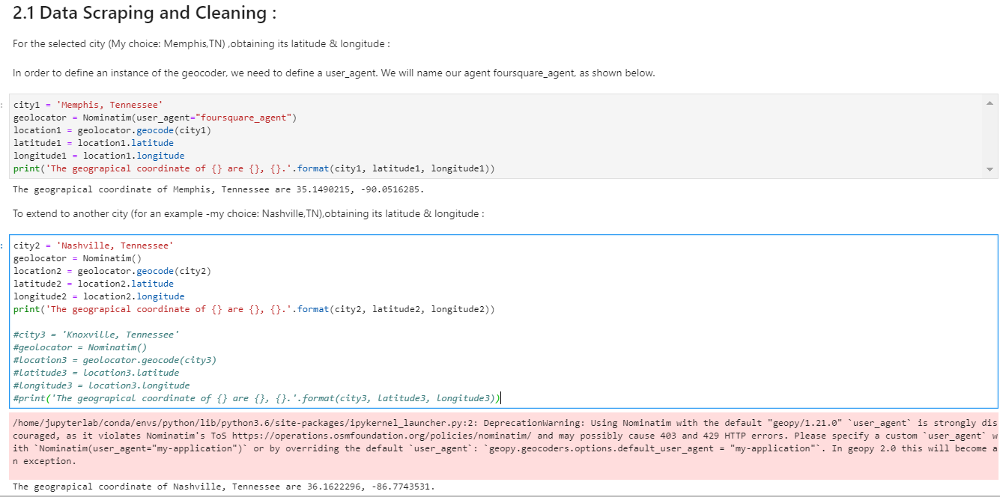 2.1 Data Scraping and Cleaning :
For the selected city (My choice: Memphis,TN) ,obtaining its latitude & longitude :
In order to define an instance of the geocoder, we need to define a user_agent. We will name our agent foursquare_agent, as shown below.
:
city1 = 'Memphis, Tennessee'
geolocator = Nominatim(user_agent="foursquare_agent")
location1 = geolocator.geocode(city1)
latitude1 = location1.latitude
longitude1 = location1.longitude
print('The geograpical coordinate of {} are {}, {}.'.format(city1, latitude1, longitude1))
The geograpical coordinate of Memphis, Tennessee are 35.1490215, -90.0516285.
To extend to another city (for an example -my choice: Nashville,TN),obtaining its latitude & longitude :
:
city2 = 'Nashville, Tennessee'
geolocator = Nominatim()
location2 = geolocator.geocode(city2)
latitude2 = location2.latitude
longitude2 = location2.longitude
print('The geograpical coordinate of {} are {}, {}.'.format(city2, latitude2, longitude2))
#city3 = 'Knoxville, Tennessee'
#geolocator = Nominatim()
#location3 = geolocator.geocode(city3)
#latitude3 = location3.latitude
#longitude3 = location3.longitude
#print('The geograpical coordinate of {} are {}, {}.'.format(city3, latitude3, longitude3))
/home/jupyterlab/conda/envs/python/lib/python3.6/site-packages/ipykernel_launcher.py:2: DeprecationWarning: Using Nominatim with the default "geopy/1.21.0" `user_agent` is strongly dis
couraged, as it violates Nominatim's ToS https://operations.osmfoundation.org/policies/nominatim/ and may possibly cause 403 and 429 HTTP errors. Please specify a custom `user_agent` w
ith `Nominatim(user_agent="my-application")` or by overriding the default `user_agent`: `geopy.geocoders.options.default_user_agent = "my-application"`. In geopy 2.0 this will become a
n exception.
The geograpical coordinate of Nashville, Tennessee are 36.1622296, -86.7743531.